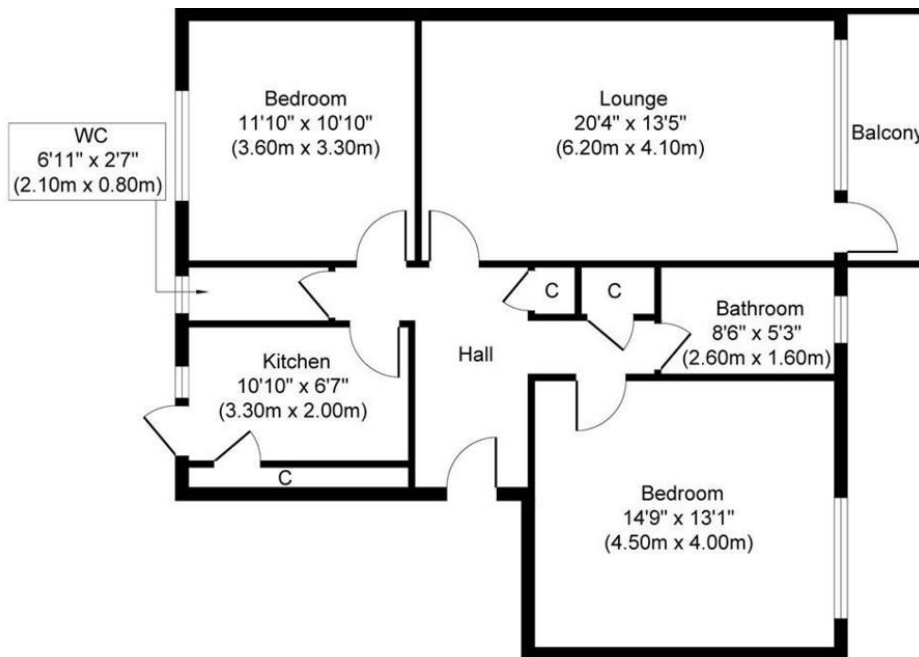 Bedroom
11'10" x 10'10"
(3.60m x 3.30m)
Lounge
20'4" x 13'5"
(6.20m x 4.10m)
Balcony
WC
6'11" x 2'7"
(2.10m x 0.80m)
C
C
Bathroom
8'6" x 5'3"
(2.60m x 1.60m)
Hall
Kitchen
10'10" x 6'7"
(3.30m x 2.00m)
C
Bedroom
14'9" x 13'1"
(4.50m x 4.00m)